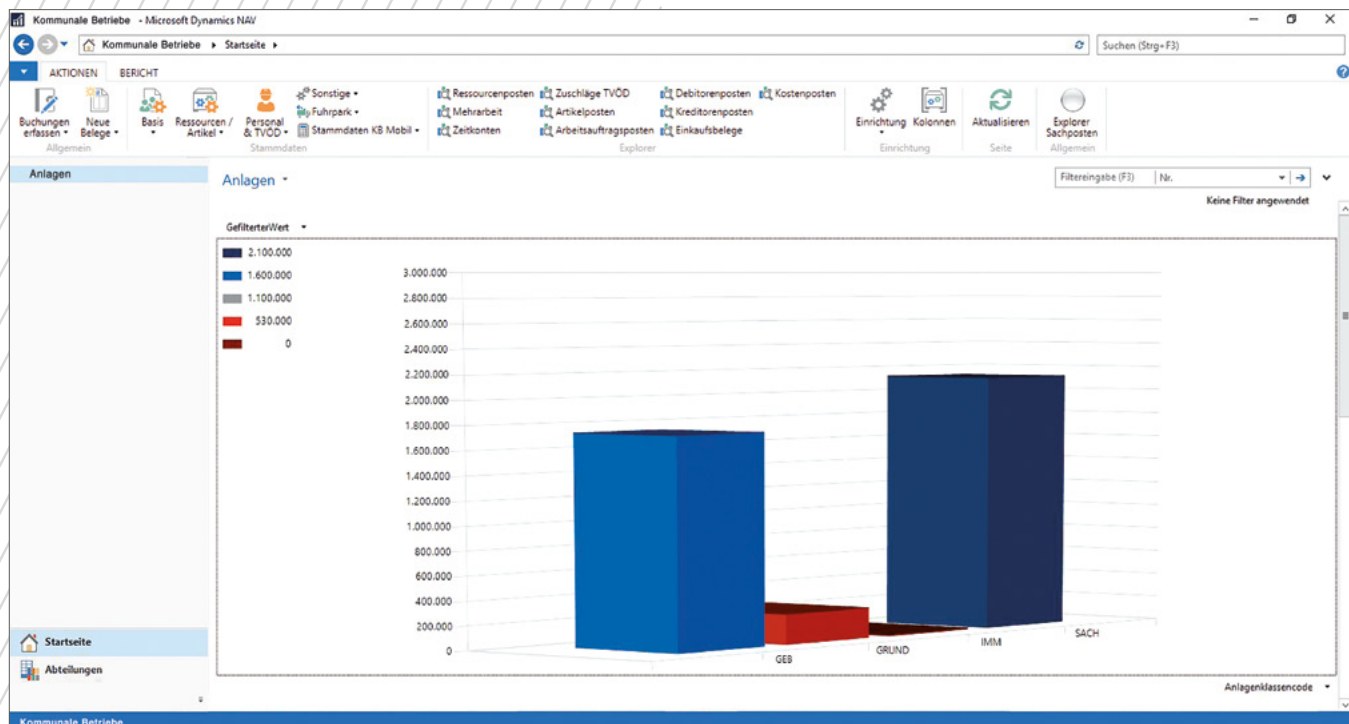 Kommunale Betriebe - Microsoft Dynamics NAV
Kommunale Betriebe Startseite
Suchen (Strg+F3)
AKTIONEN BERICHT
Buchungen erfassen
Neue Belege
Allgemein
Basis
Ressourcen / Artikel
Personal & TVÖD
Sonstige
Fuhrpark
Stammdaten KB Mobil
Stammdaten
Ressourcenposten
Mehrarbeit
Zeitkonten
Zuschläge TVÖD
Artikelposten
Arbeitsauftragsposten
Debitorenposten
Kreditorenposten
Einkaufsbelege
Kostenposten
Explorer
Einrichtung
Kolonnen
Einrichtung
Aktualisieren
Seite
Explorer Sachposten
Allgemein
Anlagen
Anlagen
Filtereingabe (F3) Nr.
Keine Filter angewendet
GefilterterWert
2.100.000
1.600.000
1.100.000
530.000
0
3.000.000
2.800.000
2.600.000
2.400.000
2.200.000
2.000.000
1.800.000
1.600.000
1.400.000
1.200.000
1.000.000
800.000
600.000
400.000
200.000
0
GEB
GRUND
IMM
SACH
Anlagenklassencode
Startseite
Abteilungen
Kommunale Betriebe